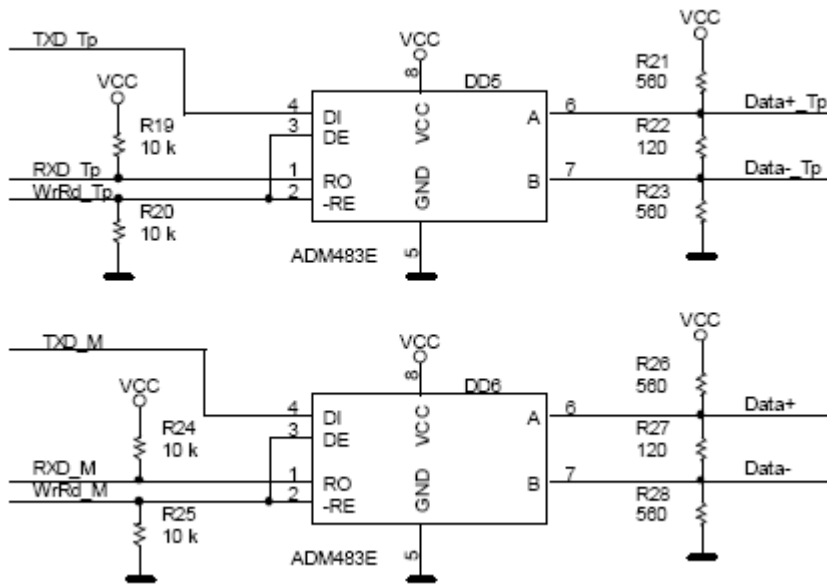 TXD_Tp
VCC
R19
10 k
RXD_Tp
WrRd_Tp
R20
10 k
VCC
8
DD5
4
DI
3
DE
VCC
A
6
1
RO
GND
B
7
2
-RE
ADM483E
5
VCC
R21
560
Data+_Tp
R22
120
Data-_Tp
R23
560
TXD_M
VCC
R24
10 k
RXD_M
WrRd_M
R25
10 k
VCC
8
DD6
4
DI
3
DE
VCC
A
6
1
RO
GND
B
7
2
-RE
ADM483E
5
VCC
R26
560
Data+
R27
120
Data-
R28
560